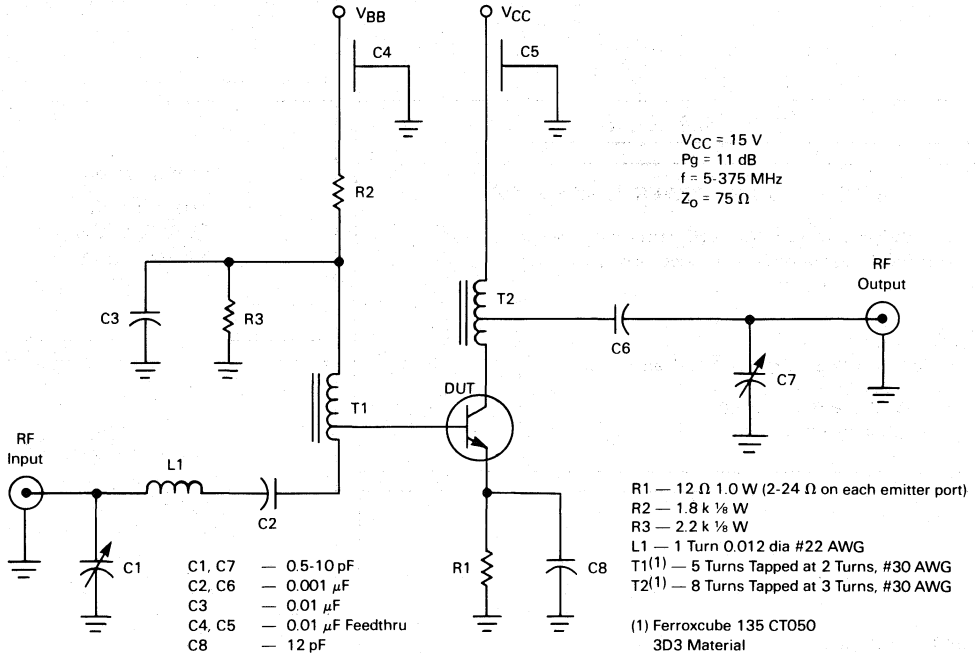 VBB
VCC
C4
C5
VCC = 15 V
Pg = 11 dB
f = 5-375 MHz
Zo = 75 Ω
R2
RF
Output
T2
C3
R3
C6
C7
DUT
T1
RF
Input
L1
C2
C1
R1
C8
C1, C7 — 0.5-10 pF
C2, C6 — 0.001 μF
C3 — 0.01 μF
C4, C5 — 0.01 μF Feedthru
C8 — 12 pF
R1 — 12 Ω 1.0 W (2-24 Ω on each emitter port)
R2 — 1.8 k ⅛ W
R3 — 2.2 k ⅛ W
L1 — 1 Turn 0.012 dia #22 AWG
T1(1) — 5 Turns Tapped at 2 Turns, #30 AWG
T2(1) — 8 Turns Tapped at 3 Turns, #30 AWG
(1) Ferroxcube 135 CT050
3D3 Material